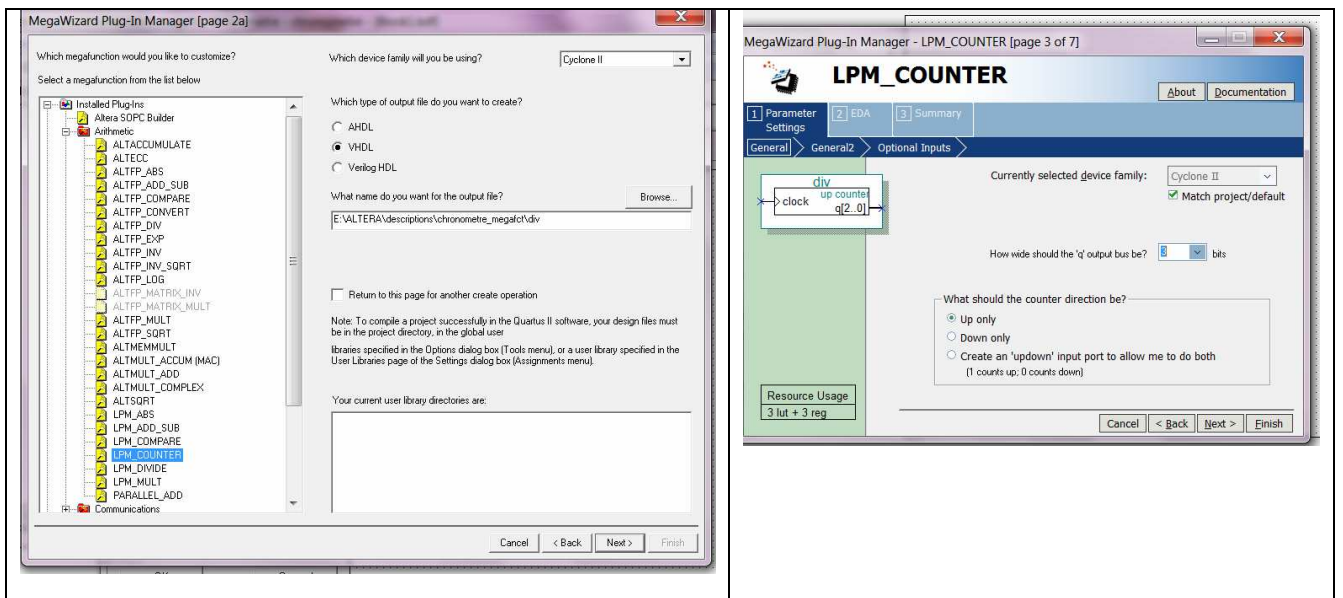 MegaWizard Plug-In Manager [page 2a]
Which megafunction would you like to customize?
Select a megafunction from the list below
Installed Plug-Ins
Altera SOPC Builder
Arithmetic
ALTACCUMULATE
ALTECC
ALTFP_ABS
ALTFP_ADD_SUB
ALTFP_COMPARE
ALTFP_CONVERT
ALTFP_DIV
ALTFP_EXP
ALTFP_INV
ALTFP_INV_SQRT
ALTFP_LOG
ALTFP_MATRIX_INV
ALTFP_MATRIX_MULT
ALTFP_MULT
ALTFP_SQRT
ALTMEMMULT
ALTMULT_ACCUM (MAC)
ALTMULT_ADD
ALTMULT_COMPLEX
ALTSQRT
LPM_ABS
LPM_ADD_SUB
LPM_COMPARE
LPM_COUNTER
LPM_DIVIDE
LPM_MULT
PARALLEL_ADD
Communications
Which device family will you be using?
Cyclone II
Which type of output file do you want to create?
AHDL
VHDL
Verilog HDL
What name do you want for the output file?
Browse...
E:\ALTERA\descriptions\chronometre_megafct\div
Return to this page for another create operation
Note: To compile a project successfully in the Quartus II software, your design files must
be in the project directory, in the global user
libraries specified in the Options dialog box (Tools menu), or a user library specified in the
User Libraries page of the Settings dialog box (Assignments menu).
Your current user library directories are:
Cancel
< Back
Next >
Finish
MegaWizard Plug-In Manager - LPM_COUNTER [page 3 of 7]
LPM_COUNTER
About
Documentation
1 Parameter Settings
2 EDA
3 Summary
General
General2
Optional Inputs
div
up counter
clock
q[2..0]
Currently selected device family:
Cyclone II
Match project/default
How wide should the 'q' output bus be?
3
bits
What should the counter direction be?
Up only
Down only
Create an 'updown' input port to allow me to do both
(1 counts up; 0 counts down)
Resource Usage
3 lut + 3 reg
Cancel
< Back
Next >
Finish